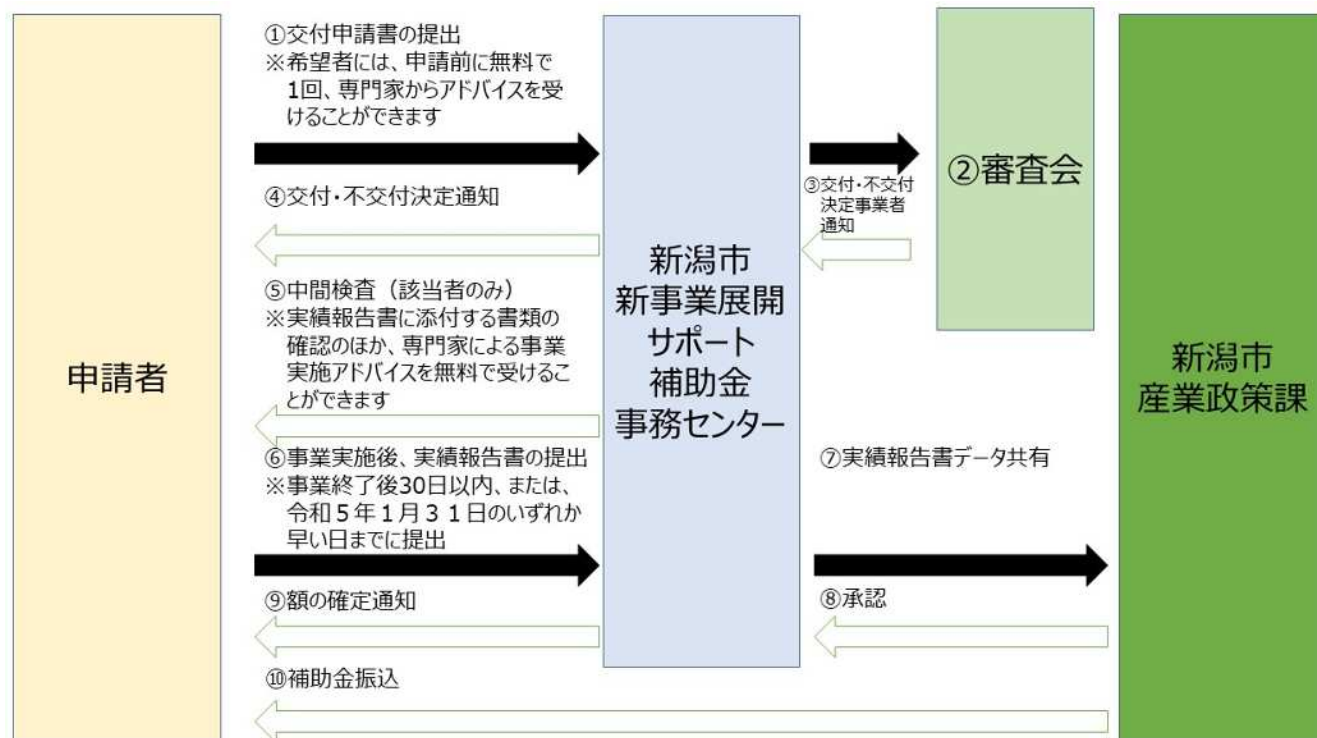 申請者
①交付申請書の提出
※希望者には、申請前に無料で
1回、専門家からアドバイスを受
けることができます
④交付・不交付決定通知
⑤中間検査（該当者のみ）
※実績報告書に添付する書類の
確認のほか、専門家による事業
実施アドバイスを無料で受けるこ
とができます
⑥事業実施後、実績報告書の提出
※事業終了後30日以内、または、
令和５年１月３１日のいずれか
早い日までに提出
⑨額の確定通知
⑩補助金振込
新潟市
新事業展開
サポート
補助金
事務センター
③交付・不交付
決定事業者
通知
②審査会
⑦実績報告書データ共有
⑧承認
新潟市
産業政策課